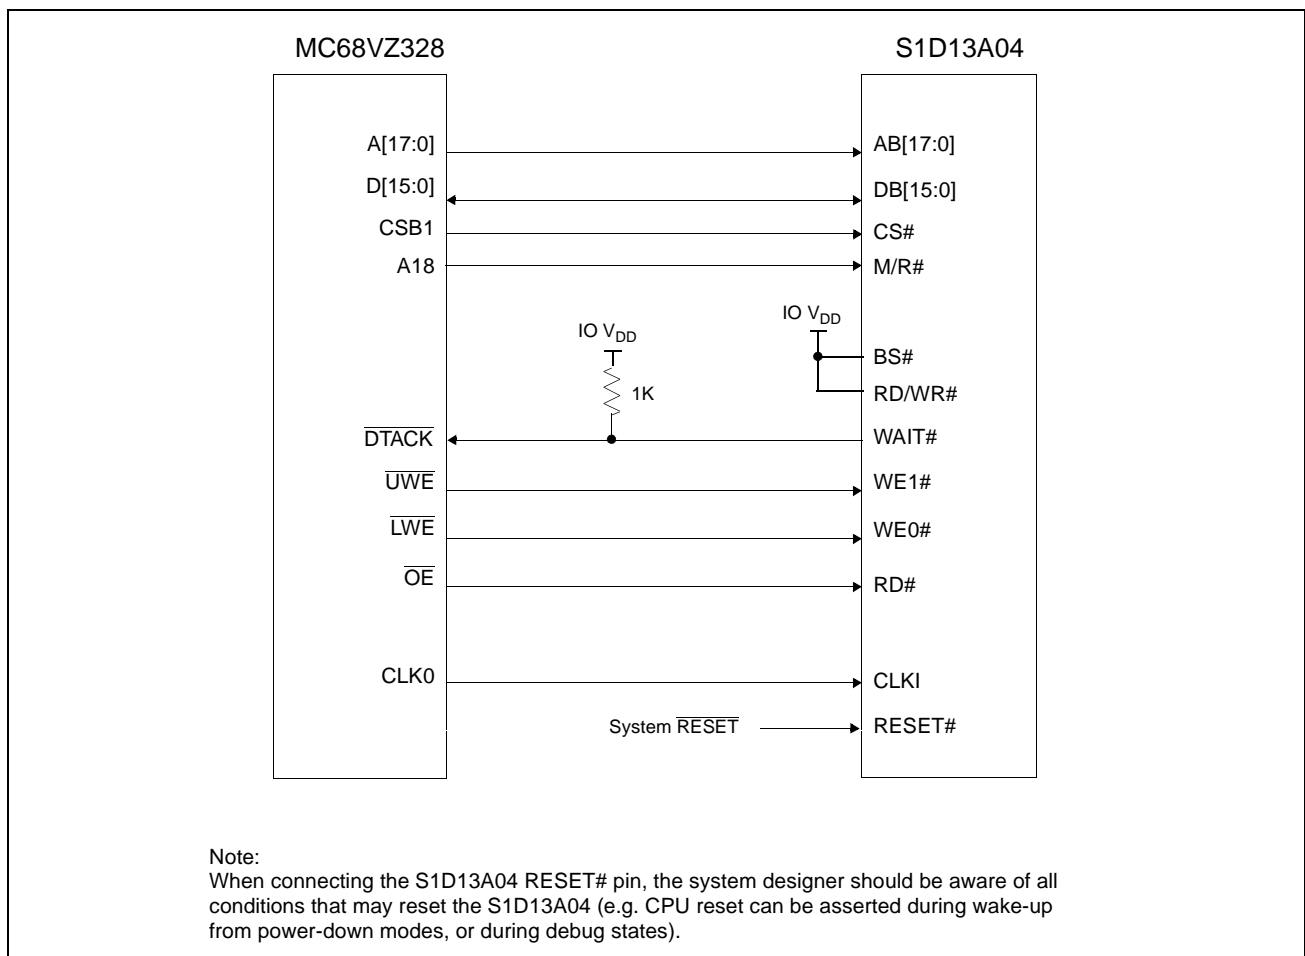 MC68VZ328 S1D13A04
A[17:0] AB[17:0]
D[15:0] DB[15:0]
CSB1 CS#
A18 M/R#
IO VDD
IO VDD
BS#
1K RD/WR#
DTACK WAIT#
UWE WE1#
LWE WE0#
OE RD#
CLK0 CLKI
System RESET RESET#
Note:
When connecting the S1D13A04 RESET# pin, the system designer should be aware of all
conditions that may reset the S1D13A04 (e.g. CPU reset can be asserted during wake-up
from power-down modes, or during debug states).